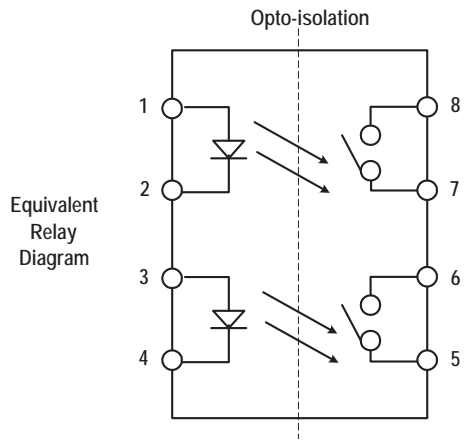 Opto-isolation
1
8
2
7
Equivalent
Relay
Diagram
3
6
4
5